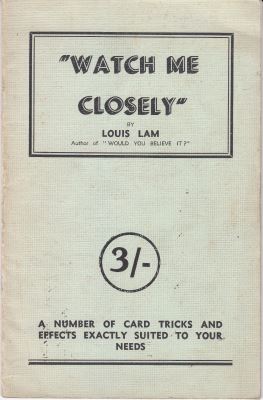 "WATCH ME
CLOSELY"
BY
LOUIS LAM
Author of "WOULD YOU BELIEVE IT?"
3/-
A NUMBER OF CARD TRICKS AND
EFFECTS EXACTLY SUITED TO YOUR
NEEDS